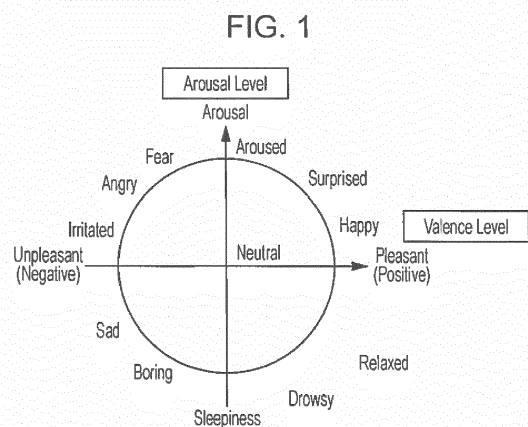 FIG. 1
Arousal Level
Arousal
Fear
Aroused
Angry
Surprised
Irritated
Happy
Valence Level
Unpleasant
(Negative)
Neutral
Pleasant
(Positive)
Sad
Relaxed
Boring
Drowsy
Sleepiness